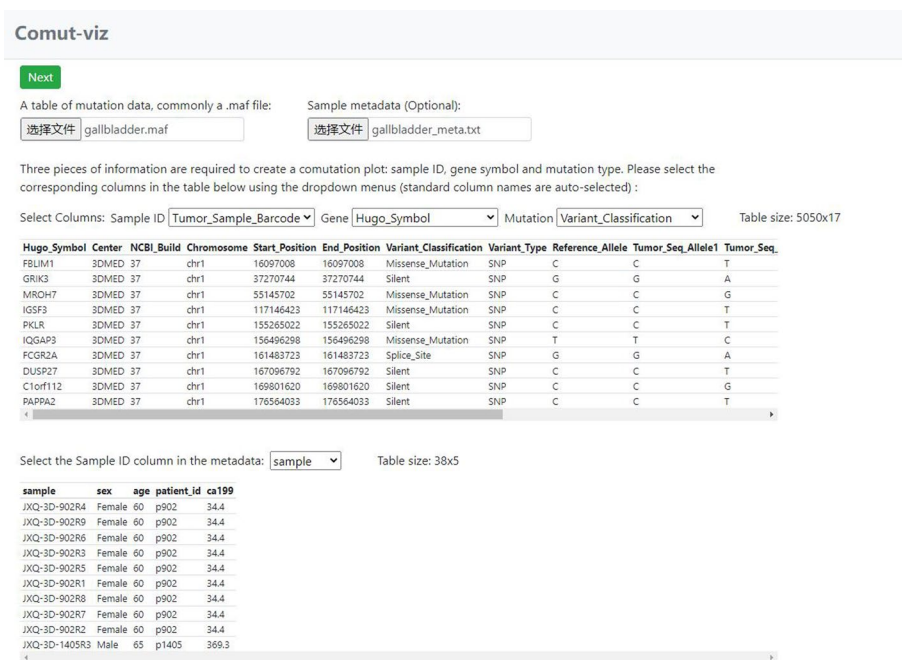 Comut-viz
Next
A table of mutation data, commonly a .maf file: Sample metadata (Optional):
选择文件 gallbladder.maf 选择文件 gallbladder_meta.txt
Three pieces of information are required to create a comutation plot: sample ID, gene symbol and mutation type. Please select the
corresponding columns in the table below using the dropdown menus (standard column names are auto-selected) :
Select Columns: Sample ID Tumor_Sample_Barcode Gene Hugo_Symbol Mutation Variant_Classification Table size: 5050x17
Hugo_Symbol Center NCBI_Build Chromosome Start_Position End_Position Variant_Classification Variant_Type Reference_Allele Tumor_Seq_Allele1 Tumor_Seq_
FBLIM1 3DMED 37 chr1 16097008 16097008 Missense_Mutation SNP C C T
GRIK3 3DMED 37 chr1 37270744 37270744 Silent SNP G G A
MROH7 3DMED 37 chr1 55145702 55145702 Missense_Mutation SNP C C G
IGSF3 3DMED 37 chr1 117146423 117146423 Missense_Mutation SNP C C T
PKLR 3DMED 37 chr1 155265022 155265022 Silent SNP C C T
IQGAP3 3DMED 37 chr1 156496298 156496298 Missense_Mutation SNP T T C
FCGR2A 3DMED 37 chr1 161483723 161483723 Splice_Site SNP G G A
DUSP27 3DMED 37 chr1 167096792 167096792 Silent SNP C C T
C1orf112 3DMED 37 chr1 169801620 169801620 Silent SNP C C G
PAPPA2 3DMED 37 chr1 176564033 176564033 Silent SNP C C T
Select the Sample ID column in the metadata: sample Table size: 38x5
sample sex age patient_id ca199
JXQ-3D-902R4 Female 60 p902 34.4
JXQ-3D-902R9 Female 60 p902 34.4
JXQ-3D-902R6 Female 60 p902 34.4
JXQ-3D-902R3 Female 60 p902 34.4
JXQ-3D-902R5 Female 60 p902 34.4
JXQ-3D-902R1 Female 60 p902 34.4
JXQ-3D-902R8 Female 60 p902 34.4
JXQ-3D-902R7 Female 60 p902 34.4
JXQ-3D-902R2 Female 60 p902 34.4
JXQ-3D-1405R3 Male 65 p1405 369.3